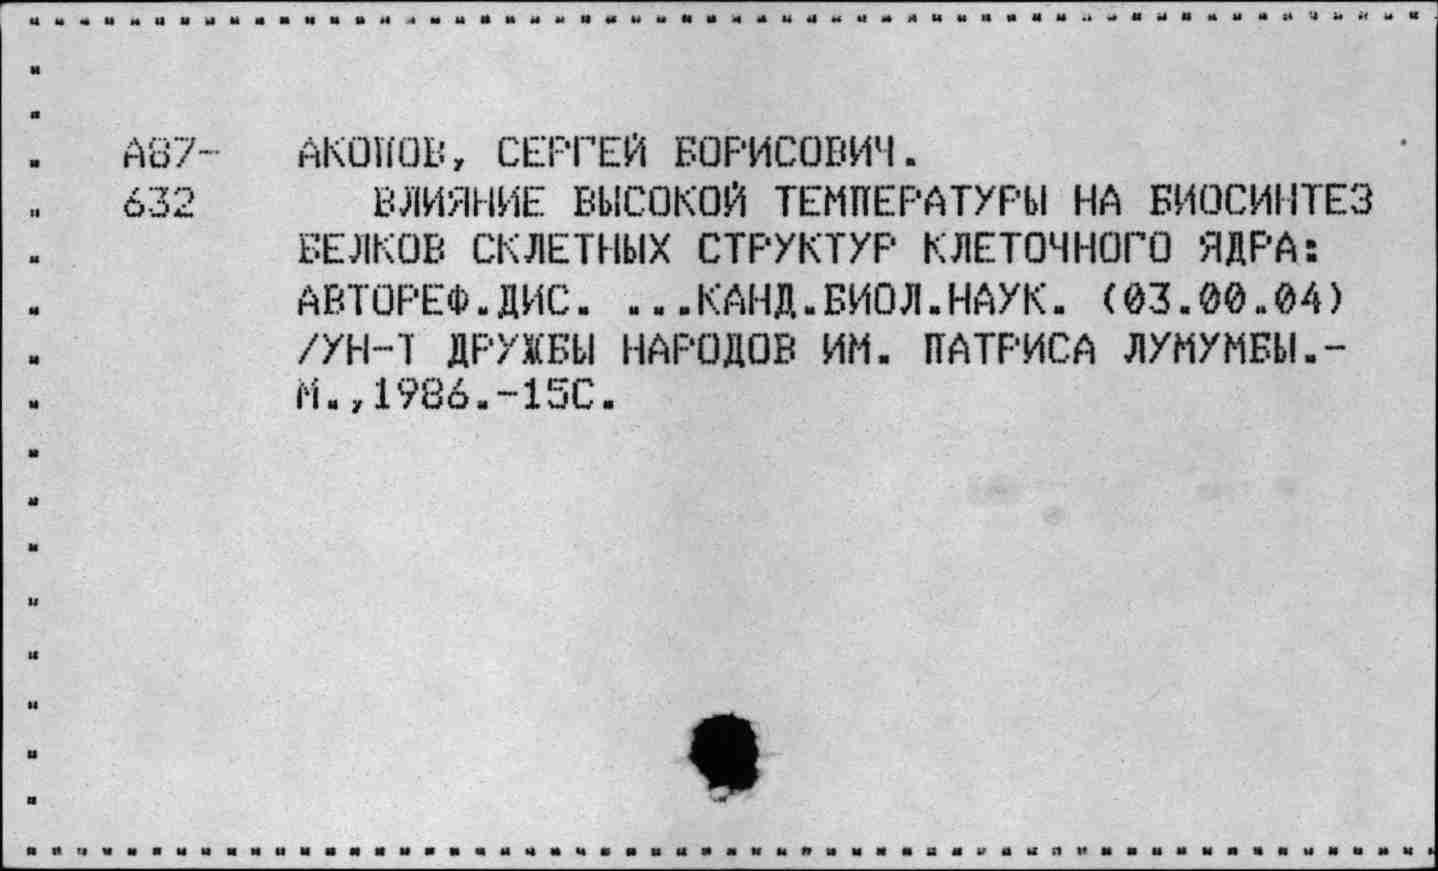 А87- АКОПОВ, СЕРГЕЙ БОРИСОВИЧ.
632 ВЛИЯНИЕ ВЫСОКОЙ ТЕМПЕРАТУРЫ НА БИОСИНТЕЗ
БЕЛКОВ СКЛЕТНЫХ СТРУКТУР КЛЕТОЧНОГО ЯДРА:
АВТОРЕФ.ДИС. ...КАНД.БИОЛ.НАУК. (03.00.04)
/УН-Т ДРУЖБЫ НАРОДОВ ИМ. ПАТРИСА ЛУМУМБЫ.-
М.,1986.-15С.